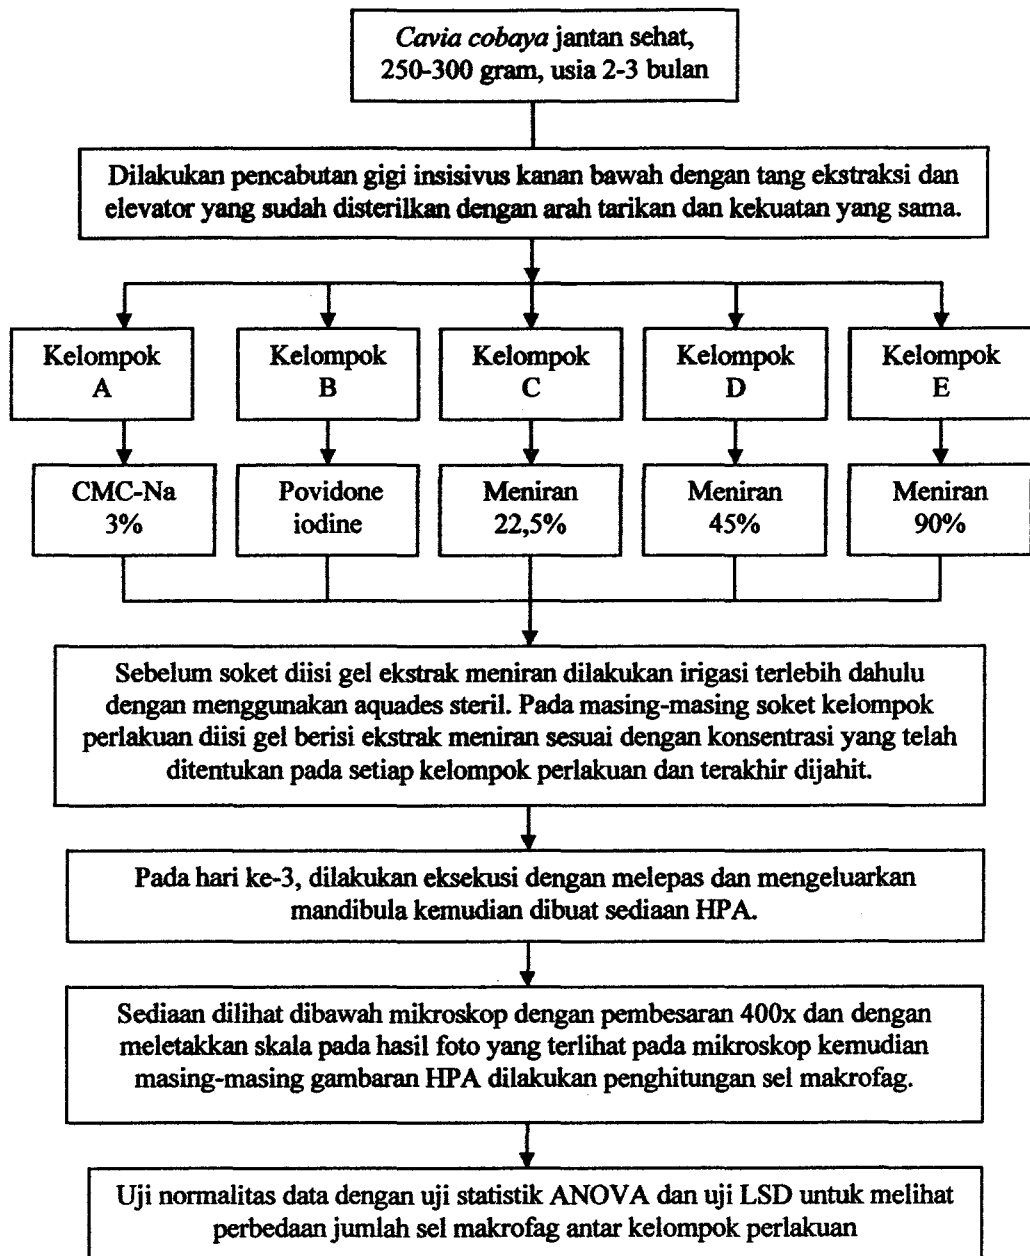 Cavia cobaya jantan sehat,
250-300 gram, usia 2-3 bulan
Dilakukan pencabutan gigi insisivus kanan bawah dengan tang ekstraksi dan
elevator yang sudah disterilkan dengan arah tarikan dan kekuatan yang sama.
Kelompok
A
Kelompok
B
Kelompok
C
Kelompok
D
Kelompok
E
CMC-Na
3%
Povidone
iodine
Meniran
22,5%
Meniran
45%
Meniran
90%
Sebelum soket diisi gel ekstrak meniran dilakukan irigasi terlebih dahulu
dengan menggunakan aquades steril. Pada masing-masing soket kelompok
perlakuan diisi gel berisi ekstrak meniran sesuai dengan konsentrasi yang telah
ditentukan pada setiap kelompok perlakuan dan terakhir dijahit.
Pada hari ke-3, dilakukan eksekusi dengan melepas dan mengeluarkan
mandibula kemudian dibuat sediaan HPA.
Sediaan dilihat dibawah mikroskop dengan pembesaran 400x dan dengan
meletakkan skala pada hasil foto yang terlihat pada mikroskop kemudian
masing-masing gambaran HPA dilakukan penghitungan sel makrofag.
Uji normalitas data dengan uji statistik ANOVA dan uji LSD untuk melihat
perbedaan jumlah sel makrofag antar kelompok perlakuan